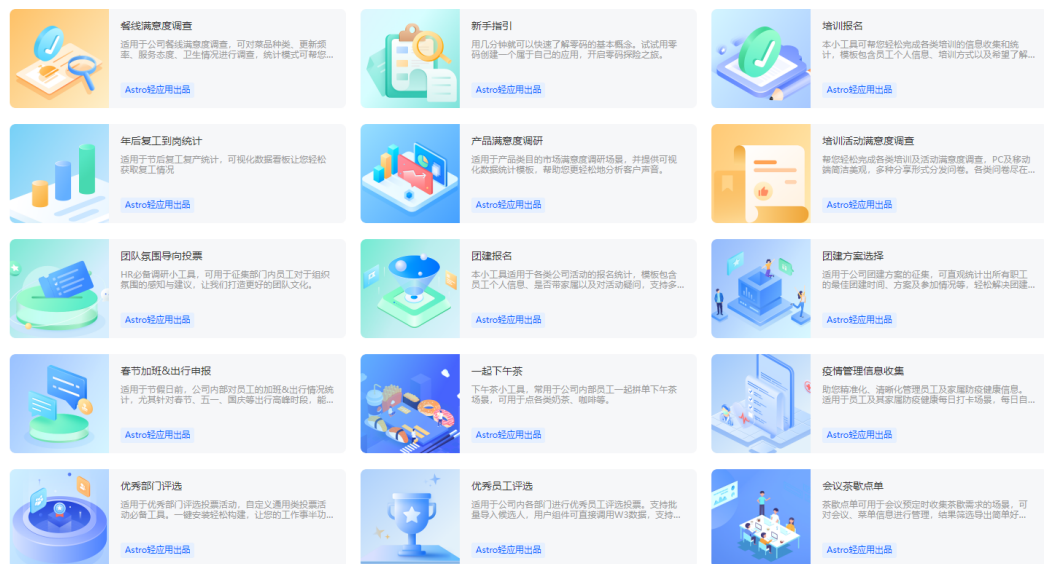 餐线满意度调查
适用于公司餐线满意度调查，可对菜品种类、更新频
率、服务态度、卫生情况进行调查，统计模式可帮您...
Astro轻应用出品
新手指引
用几分钟就可以快速了解零码的基本概念。试试用零
码创建一个属于自己的应用，开启零码探险之旅。
Astro轻应用出品
培训报名
本小工具可帮您轻松完成各类培训的信息收集和统
计，模板包含员工个人信息、培训方式以及希望了解...
Astro轻应用出品
年后复工到岗统计
适用于节后复工复产统计，可视化数据看板让您轻松
获取复工情况
Astro轻应用出品
产品满意度调研
适用于产品类目的市场满意度调研场景，并提供可视
化数据统计模板，帮助您更轻松地分析客户声音。
Astro轻应用出品
培训活动满意度调查
帮您轻松完成各类培训及活动满意度调查，PC及移动
端简洁美观，多种分享形式分发问卷。各类问卷尽在...
Astro轻应用出品
团队氛围导向投票
HR必备调研小工具，可用于征集部门内员工对于组织
氛围的感知与建议，让我们打造更好的团队文化。
Astro轻应用出品
团建报名
本小工具适用于各类公司活动的报名统计，模板包含
员工个人信息、是否带家属以及对活动疑问，支持多...
Astro轻应用出品
团建方案选择
适用于公司团建方案的征集，可直观统计出所有职工
的最佳团建时间、方案及参加情况等，轻松解决团建...
Astro轻应用出品
春节加班&出行申报
适用于节假日前，公司内部对员工的加班&出行情况统
计，尤其针对春节、五一、国庆等出行高峰时段，能...
Astro轻应用出品
一起下午茶
下午茶小工具，常用于公司内部员工一起拼单下午茶
场景，可用于点各类奶茶、咖啡等。
Astro轻应用出品
疫情管理信息收集
助您精准化、清晰化管理员工及家属防疫健康信息。
适用于员工及其家属防疫健康每日打卡场景，每日自...
Astro轻应用出品
优秀部门评选
适用于优秀部门评选投票活动，自定义通用类投票活
动必备工具。一键安装轻松构建，让您的工作事半功...
Astro轻应用出品
优秀员工评选
适用于公司内各部门进行优秀员工评选投票。支持批
量导入候选人，用户组件可直接调用W3数据，支持...
Astro轻应用出品
会议茶歇点单
茶歇点单可用于会议预定时收集茶歇需求的场景，可
对会议、菜单信息进行管理，结果筛选导出简单好...
Astro轻应用出品